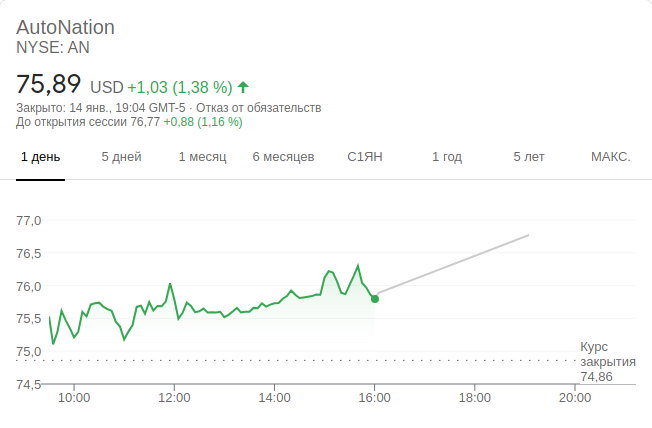 AutoNation
NYSE: AN
75,89 USD +1,03 (1,38 %)
Закрыто: 14 янв., 19:04 GMT-5 · Отказ от обязательств
До открытия сессии 76,77 +0,88 (1,16 %)
1 день 5 дней 1 месяц 6 месяцев С1ЯН 1 год 5 лет МАКС.
77,0
76,5
76,0
75,5
75,0
74,5
Курс
закрытия
74,86
10:00 12:00 14:00 16:00 18:00 20:00